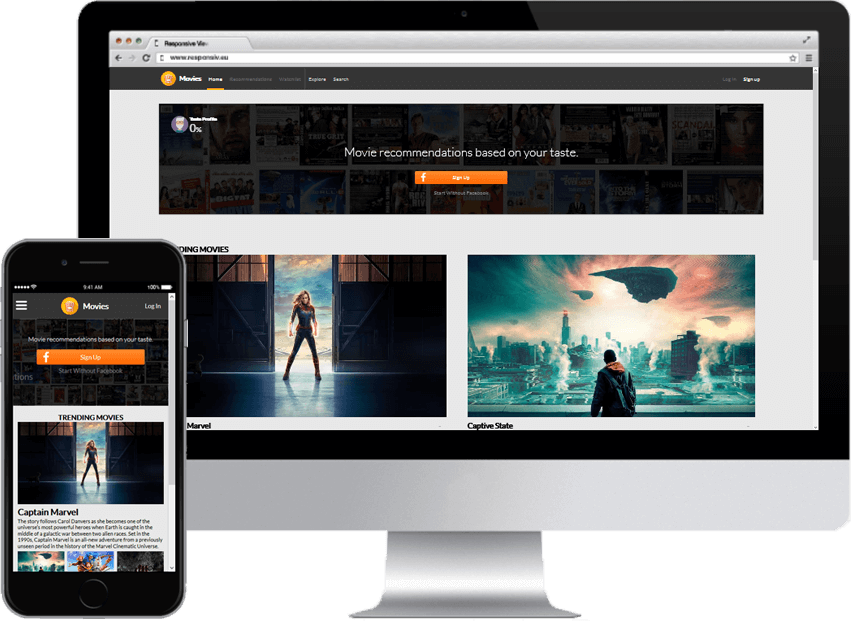 Responsive Vie
www.responsiv.eu
Movies Home Recommendations Watchlist Explore Search Log In Sign up
Taste Profile
0%
Movie recommendations based on your taste.
f Sign Up
Start Without Facebook
DING MOVIES
Marvel
Captive State
9:41 AM 100%
Movies Log In
Movie recommendations based on your taste.
f Sign Up
Start Without Facebook
tions
TRENDING MOVIES
Captain Marvel
The story follows Carol Danvers as she becomes one of the
universe's most powerful heroes when Earth is caught in the
middle of a galactic war between two alien races. Set in the
1990s, Captain Marvel is an all-new adventure from a previously
unseen period in the history of the Marvel Cinematic Universe.